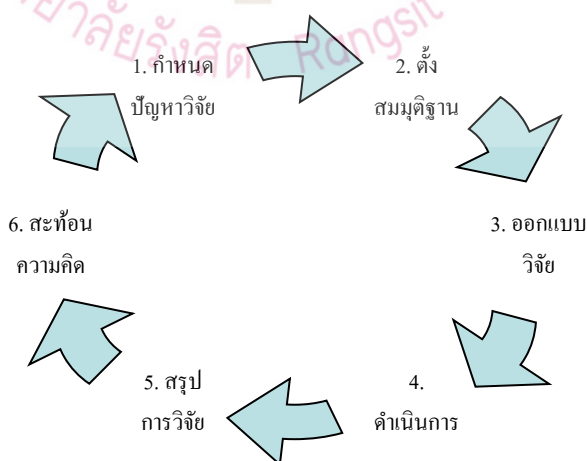 ยาลัยรังสิต Rangsit
1. กำหนด
ปัญหาวิจัย
2. ตั้ง
สมมุติฐาน
3. ออกแบบ
วิจัย
4.
ดำเนินการ
5. สรุป
การวิจัย
6. สะท้อน
ความคิด